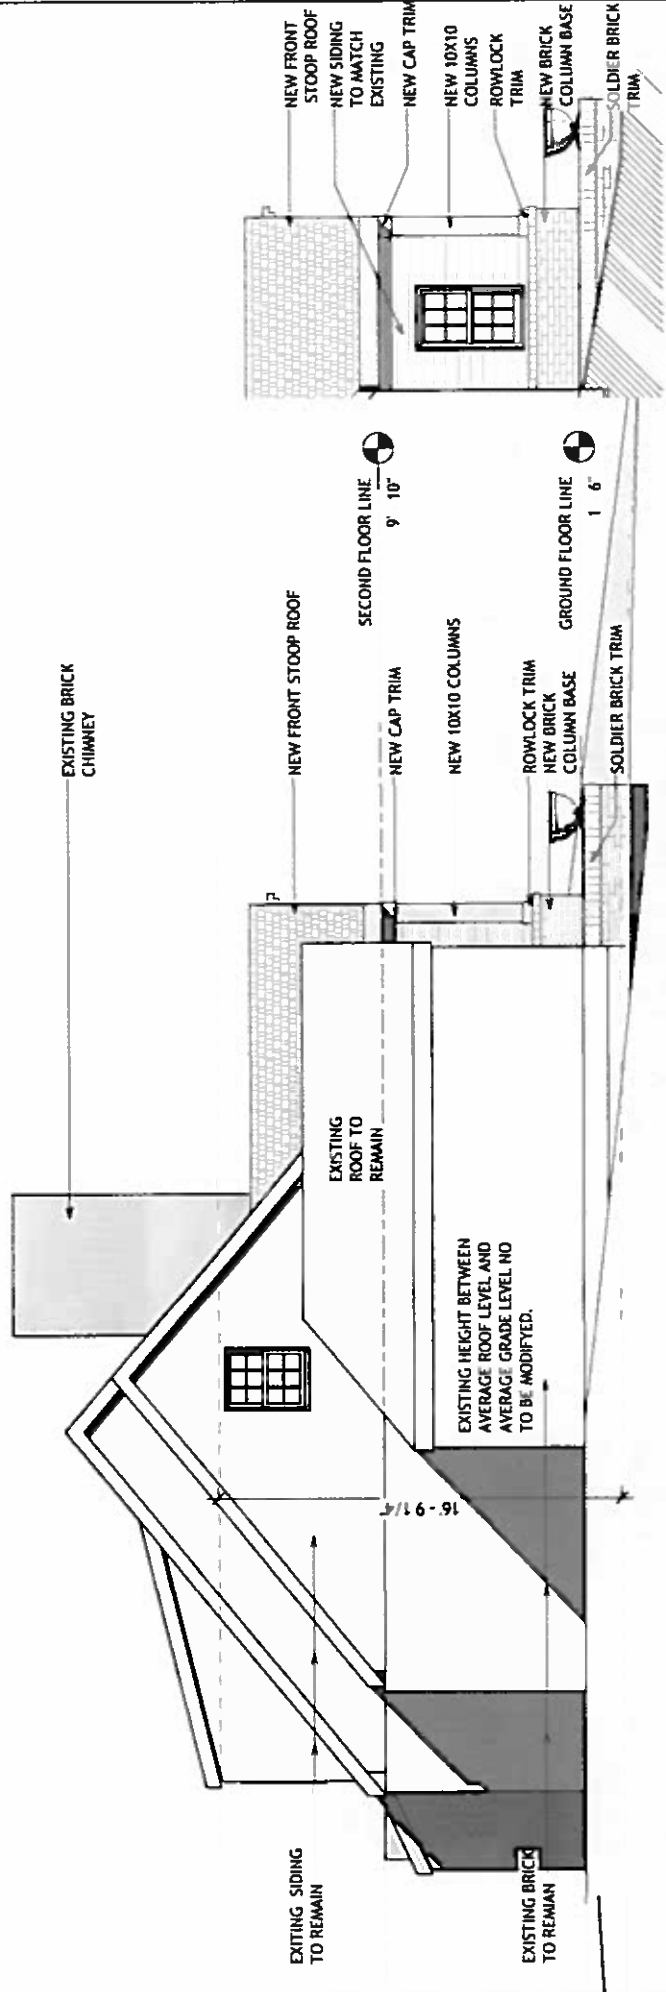 EXISTING BRICK
CHIMNEY
NEW FRONT STOOP ROOF
SECOND FLOOR LINE
9' 10"
NEW CAP TRIM
NEW 10X10 COLUMNS
ROWLOCK TRIM
NEW BRICK
COLUMN BASE
GROUND FLOOR LINE
1 6"
SOLDIER BRICK TRIM
EXISTING
ROOF TO
REMAIN
EXISTING HEIGHT BETWEEN
AVERAGE ROOF LEVEL AND
AVERAGE GRADE LEVEL NO
TO BE MODIFYED.
16' - 9 1/4"
EXITING SIDING
TO REMAIN
EXISTING BRICK
TO REMIAN
NEW FRONT
STOOP ROOF
NEW SIDING
TO MATCH
EXISTING
NEW CAP TRIM
NEW 10X10
COLUMNS
ROWLOCK
TRIM
NEW BRICK
COLUMN BASE
SOLDIER BRICK
TRIM